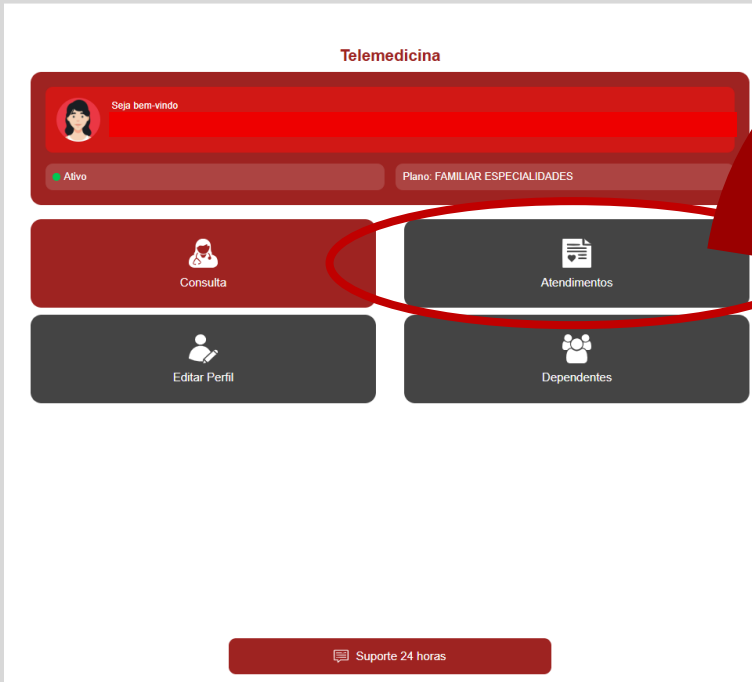 Telemedicina
Seja bem-vindo
Ativo
Plano: FAMILIAR ESPECIALIDADES
Consulta
Atendimentos
Editar Perfil
Dependentes
Suporte 24 horas